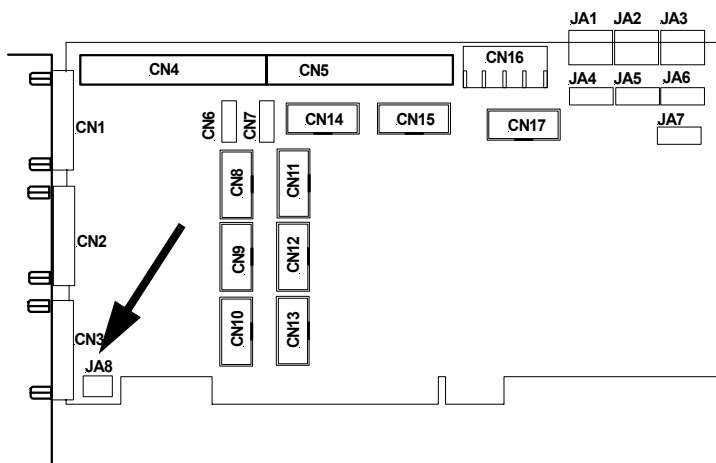 JA1 JA2 JA3
CN4 CN5 CN16
JA4 JA5 JA6
CN1 CN6 CN7 CN14 CN15 CN17 JA7
CN8 CN11
CN2 CN9 CN12
CN3 CN10 CN13
JA8